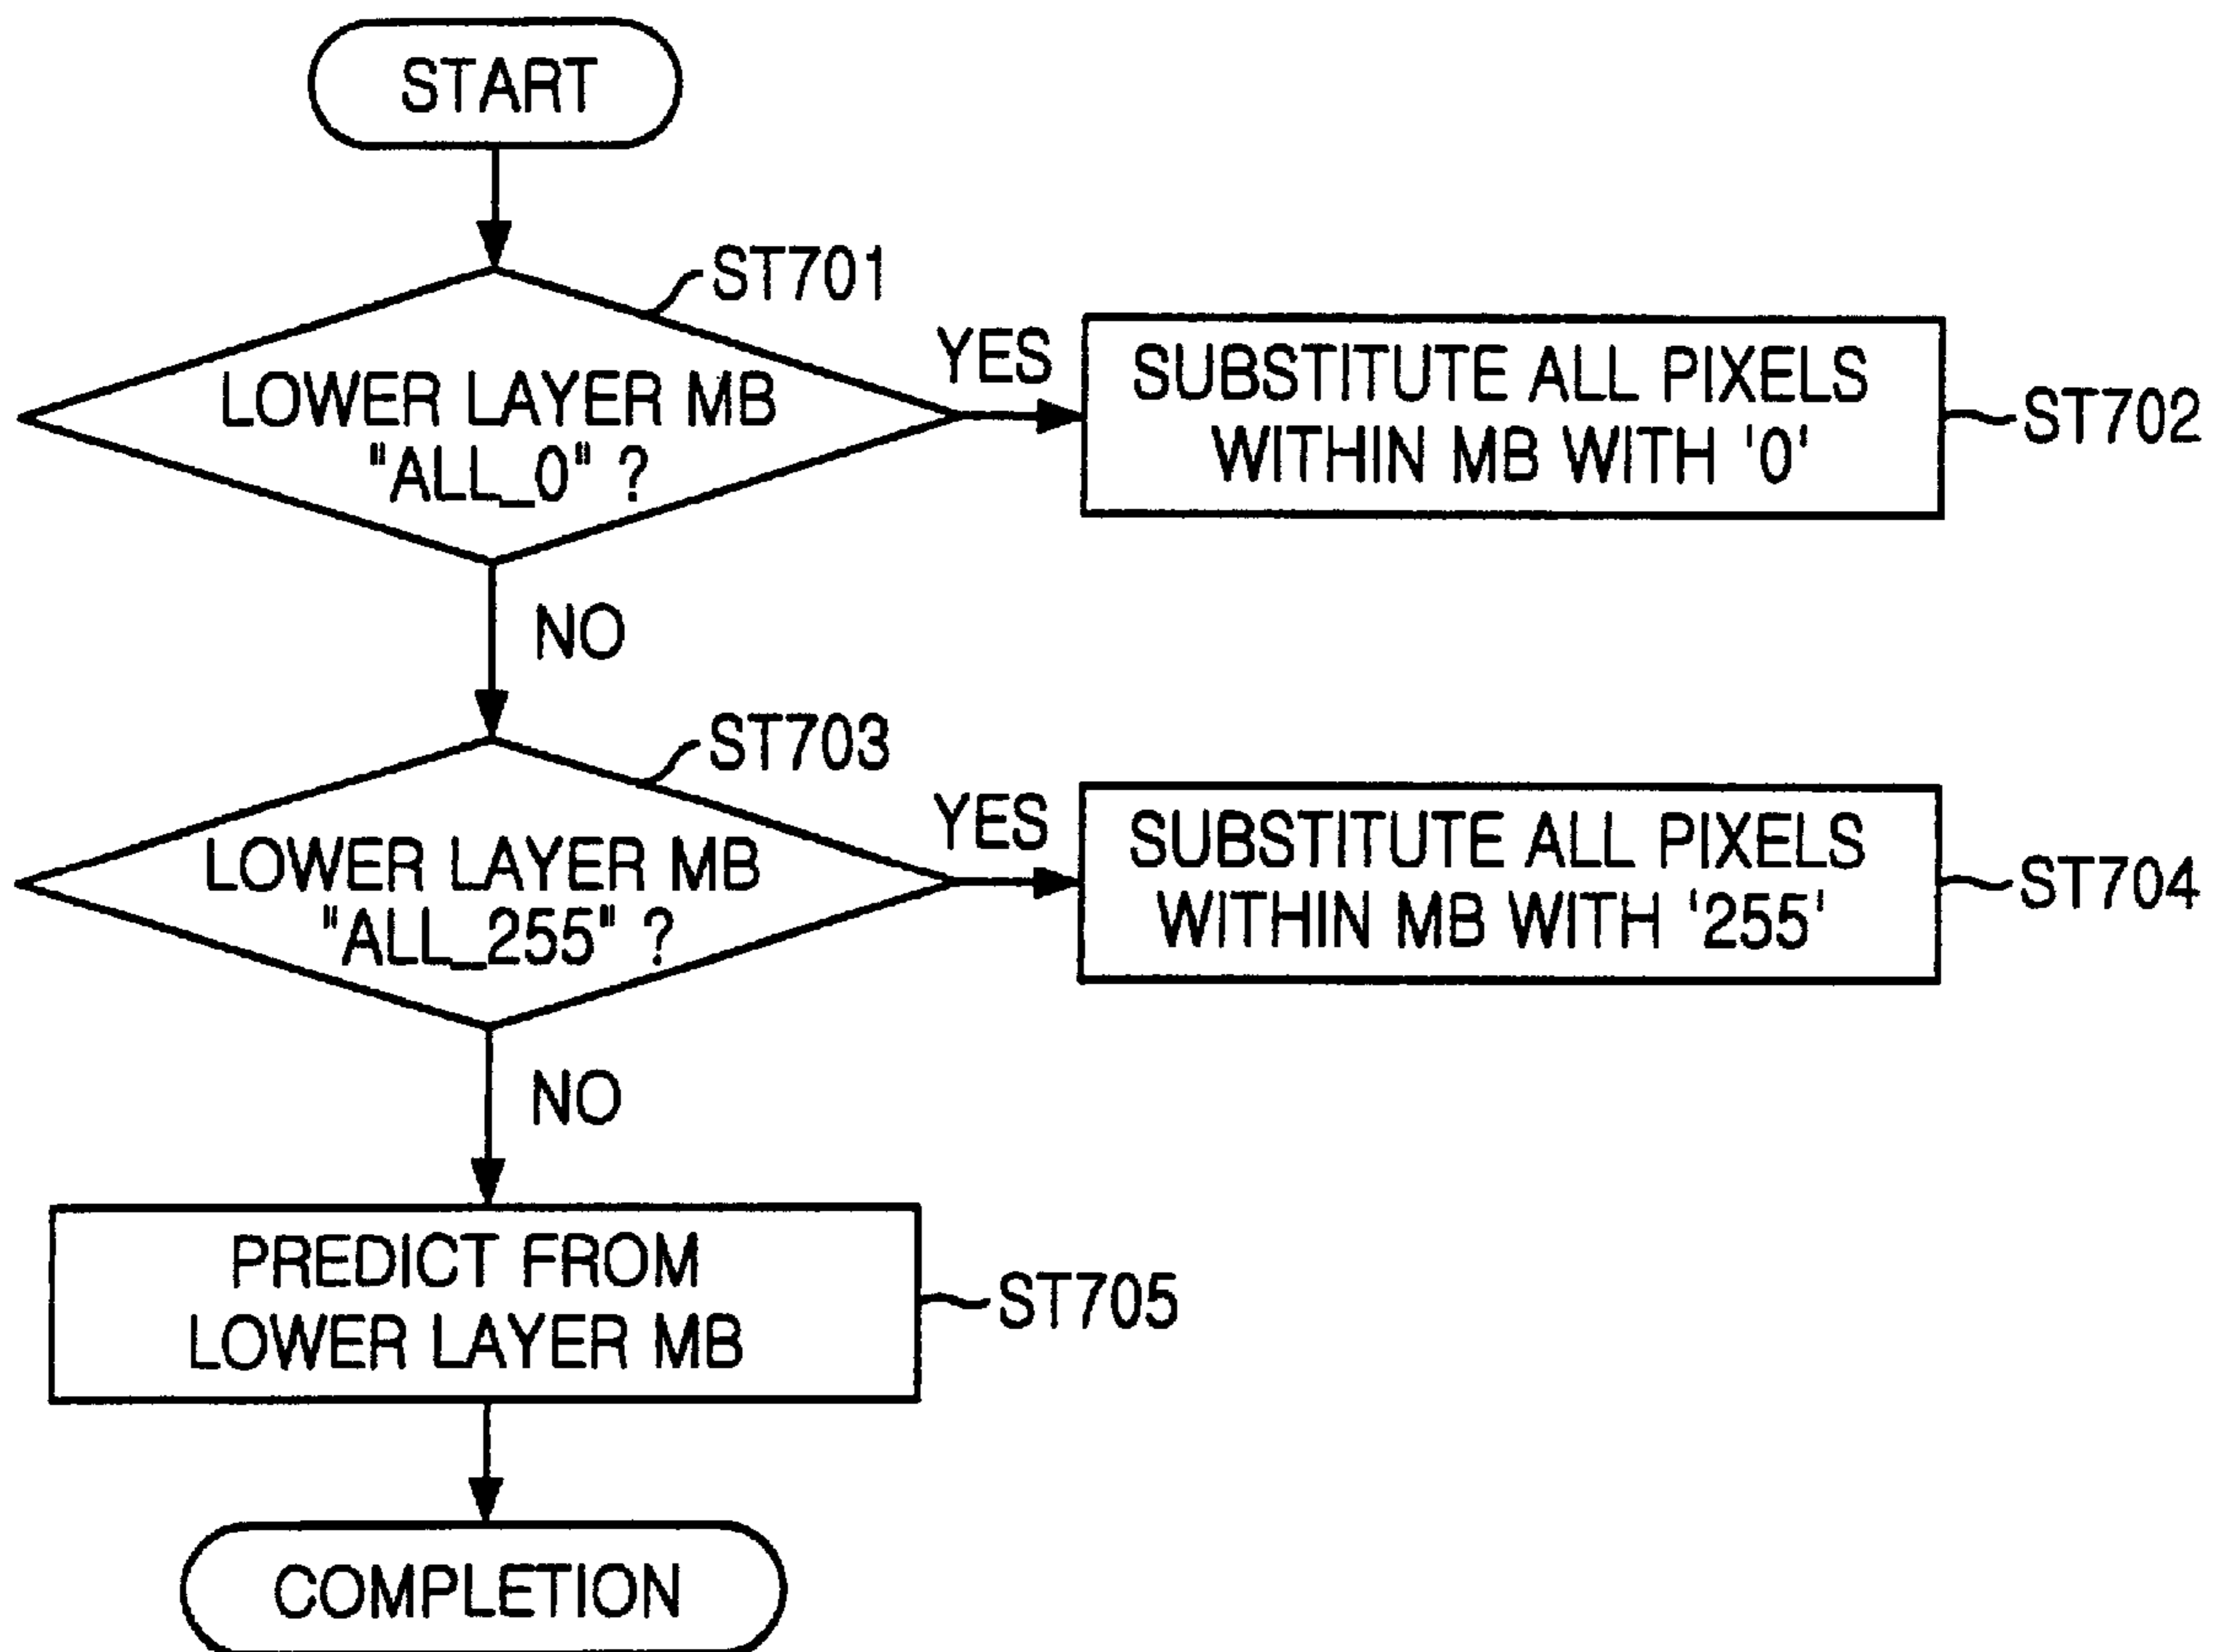 START
ST701
LOWER LAYER MB
"ALL_0" ?
YES
SUBSTITUTE ALL PIXELS
WITHIN MB WITH '0'
ST702
NO
ST703
LOWER LAYER MB
"ALL_255" ?
YES
SUBSTITUTE ALL PIXELS
WITHIN MB WITH '255'
ST704
NO
PREDICT FROM
LOWER LAYER MB
ST705
COMPLETION